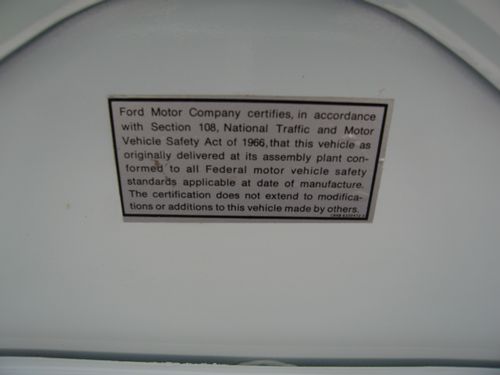 Ford Motor Company certifies, in accordance
with Section 108, National Traffic and Motor
Vehicle Safety Act of 1966, that this vehicle as
originally delivered at its assembly plant con-
formed to all Federal motor vehicle safety
standards applicable at date of manufacture.
The certification does not extend to modifica-
tions or additions to this vehicle made by others.